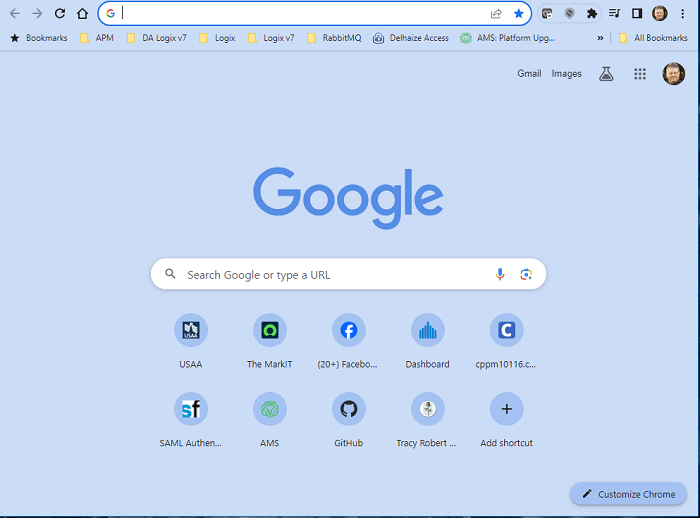 Bookmarks APM DA Logix v7 Logix Logix v7 RabbitMQ Delhaize Access AMS: Platform Upg... » All Bookmarks
Gmail Images
Google
Search Google or type a URL
USAA The MarkIT (20+) Facebo... Dashboard cppm10116.c...
SAML Authen... AMS GitHub Tracy Robert ... Add shortcut
Customize Chrome